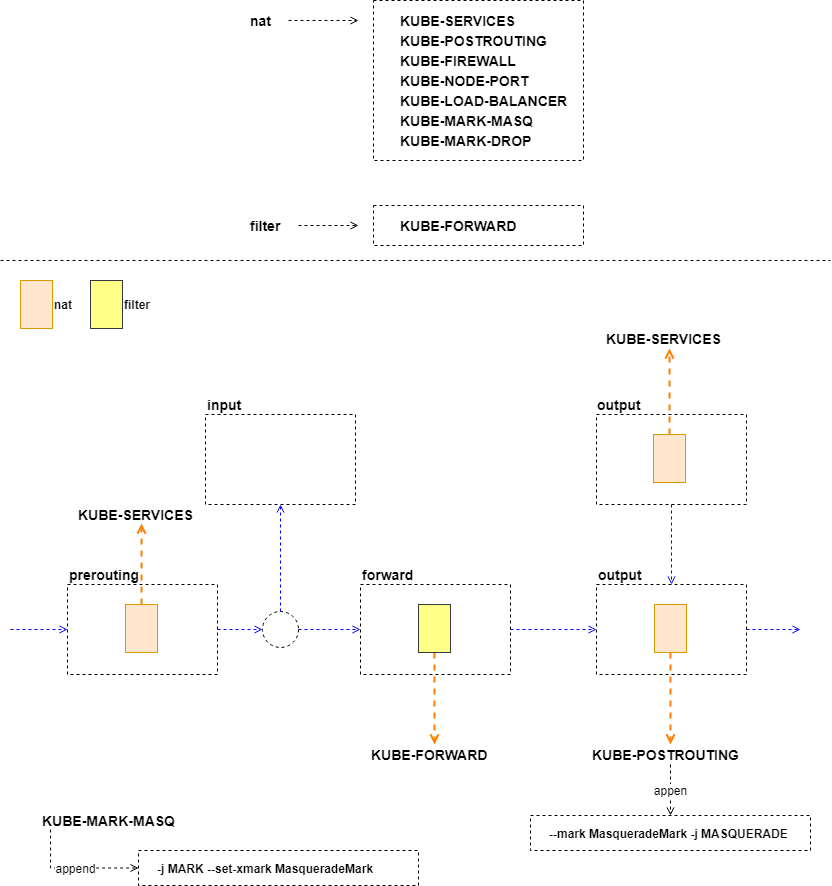 nat
KUBE-SERVICES
KUBE-POSTROUTING
KUBE-FIREWALL
KUBE-NODE-PORT
KUBE-LOAD-BALANCER
KUBE-MARK-MASQ
KUBE-MARK-DROP
filter
KUBE-FORWARD
nat
filter
KUBE-SERVICES
input
output
KUBE-SERVICES
prerouting
forward
output
KUBE-FORWARD
KUBE-POSTROUTING
appen
--mark MasqueradeMark -j MASQUERADE
KUBE-MARK-MASQ
append
-j MARK --set-xmark MasqueradeMark